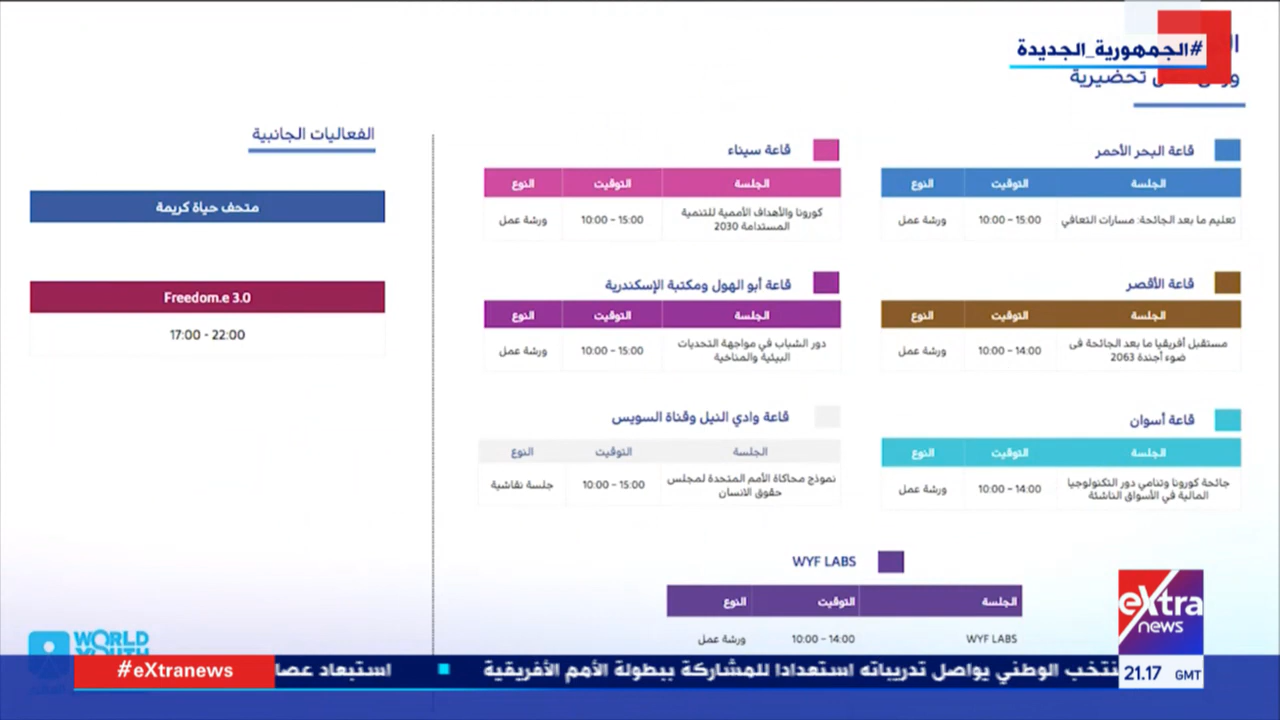 #الجمهورية_الجديدة
تحضيرية
قاعة البحر الأحمر
الجلسة التوقيت النوع
تعليم ما بعد الجائحة: مسارات التعافي 10:00 – 15:00 ورشة عمل
قاعة سيناء
الجلسة التوقيت النوع
كورونا والأهداف الأممية للتنمية
المستدامة 2030
10:00 – 15:00 ورشة عمل
قاعة الأقصر
الجلسة التوقيت النوع
مستقبل أفريقيا ما بعد الجائحة فى
ضوء أجندة 2063
10:00 – 14:00 ورشة عمل
قاعة أبو الهول ومكتبة الإسكندرية
الجلسة التوقيت النوع
دور الشباب في مواجهة التحديات
البيئية والمناخية
10:00 – 15:00 ورشة عمل
قاعة أسوان
الجلسة التوقيت النوع
جائحة كورونا وتنامي دور التكنولوجيا
المالية في الأسواق الناشئة
10:00 – 14:00 ورشة عمل
قاعة وادي النيل وقناة السويس
الجلسة التوقيت النوع
نموذج محاكاة الأمم المتحدة لمجلس
حقوق الانسان
10:00 – 15:00 جلسة نقاشية
WYF LABS
الجلسة التوقيت النوع
WYF LABS 10:00 – 14:00 ورشة عمل
الفعاليات الجانبية
متحف حياة كريمة
Freedom.e 3.0
17:00 - 22:00
WORLD
YOUTH
eXtra
news
21.17 GMT
#eXtranews
نتخب الوطني يواصل تدريباته استعدادا للمشاركة ببطولة الأمم الأفريقية ■ استبعاد عصا